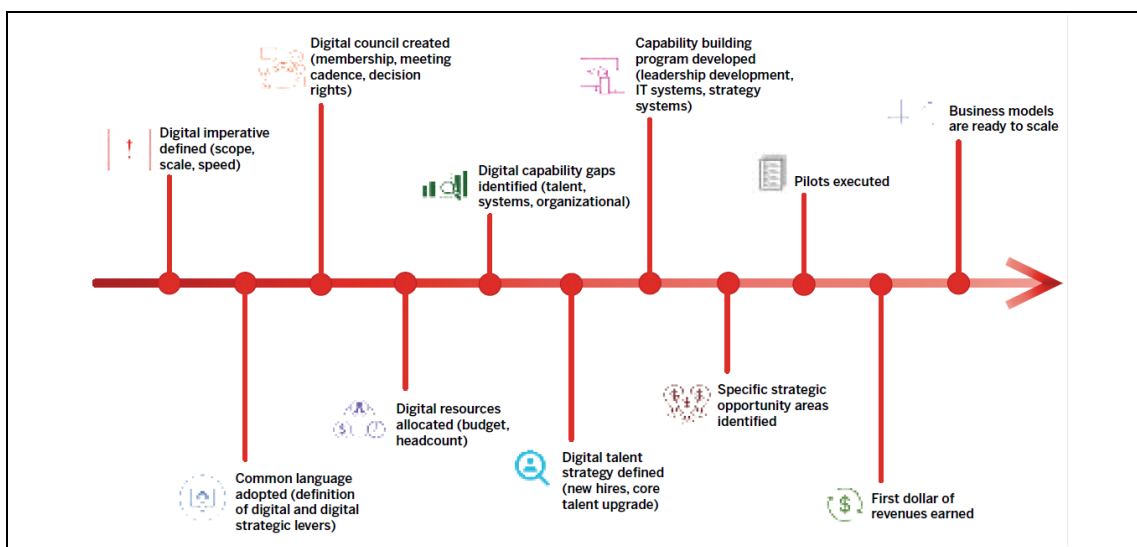 Digital imperative
defined (scope,
scale, speed)
Common language
adopted (definition
of digital and digital
strategic levers)
Digital council created
(membership, meeting
cadence, decision
rights)
Digital resources
allocated (budget,
headcount)
Digital capability gaps
identified (talent,
systems, organizational)
Digital talent
strategy defined
(new hires, core
talent upgrade)
Capability building
program developed
(leadership development,
IT systems, strategy
systems)
Specific strategic
opportunity areas
identified
Pilots executed
First dollar of
revenues earned
Business models
are ready to scale